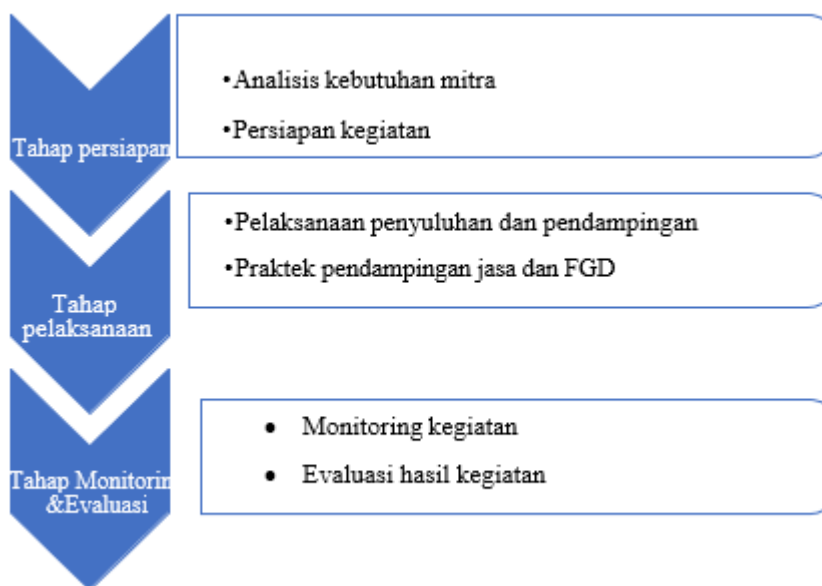 Tahap persiapan
•Analisis kebutuhan mitra
•Persiapan kegiatan
Tahap
pelaksanaan
•Pelaksanaan penyuluhan dan pendampingan
•Praktek pendampingan jasa dan FGD
Tahap Monitorin
&Evaluasi
• Monitoring kegiatan
• Evaluasi hasil kegiatan